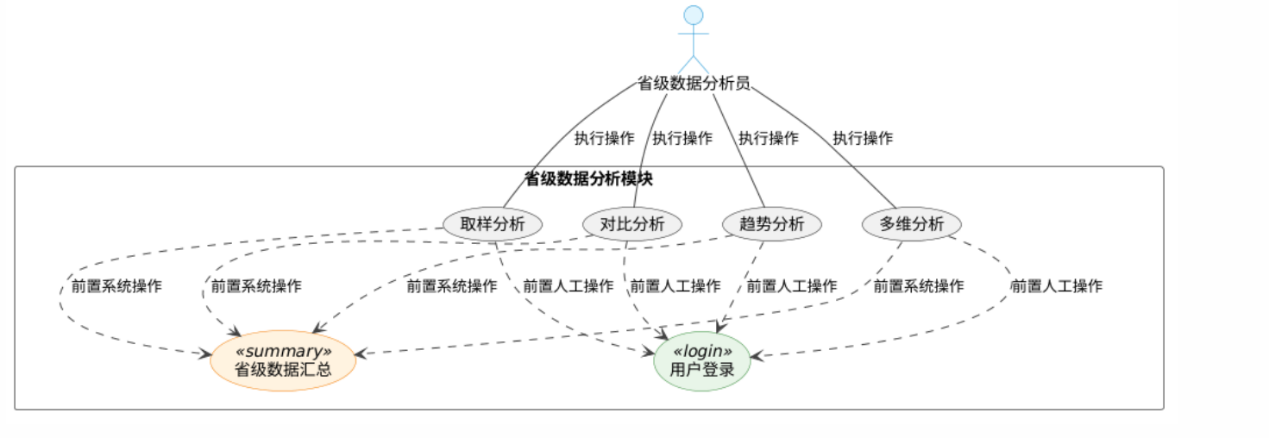 省级数据分析员
执行操作
执行操作
执行操作
执行操作
省级数据分析模块
取样分析
对比分析
趋势分析
多维分析
前置系统操作
前置系统操作
前置系统操作
前置人工操作
前置人工操作
前置人工操作
前置系统操作
前置人工操作
«summary»
省级数据汇总
«login»
用户登录